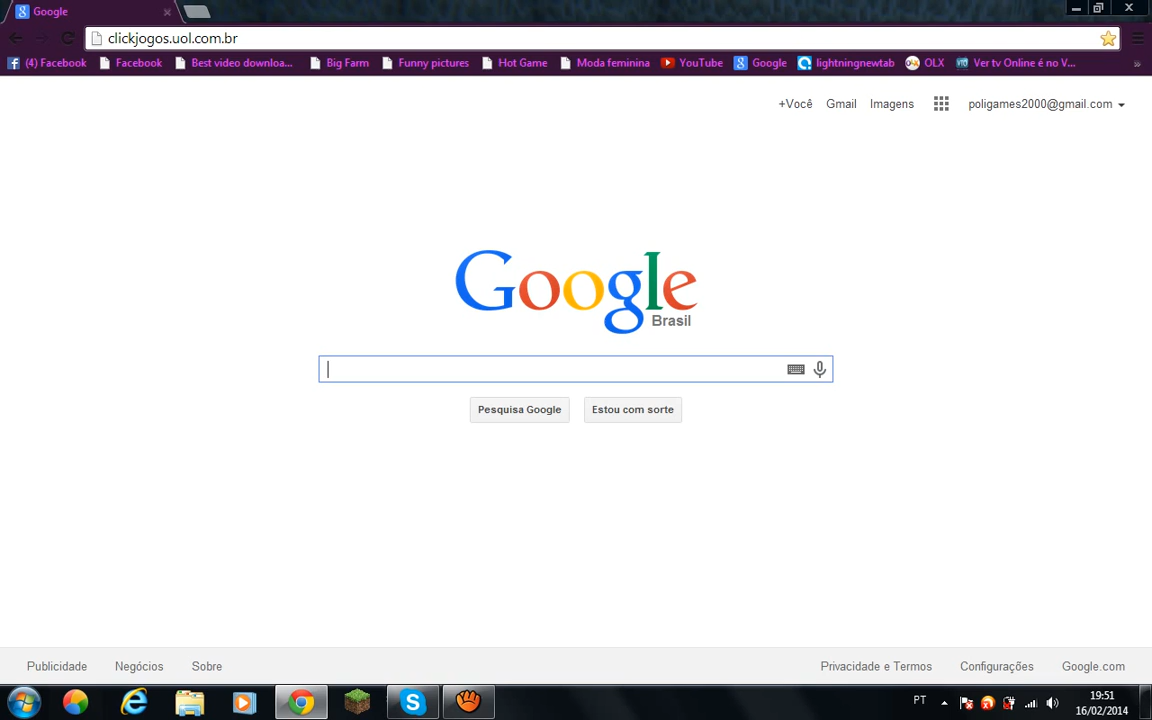 Google
clickjogos.uol.com.br
(4) Facebook Facebook Best video downloa... Big Farm Funny pictures Hot Game Moda feminina YouTube Google lightningnewtab OLX Ver tv Online é no V... »
+Você Gmail Imagens poligames2000@gmail.com
Google
Brasil
Pesquisa Google Estou com sorte
Publicidade Negócios Sobre Privacidade e Termos Configurações Google.com
PT 19:51
16/02/2014